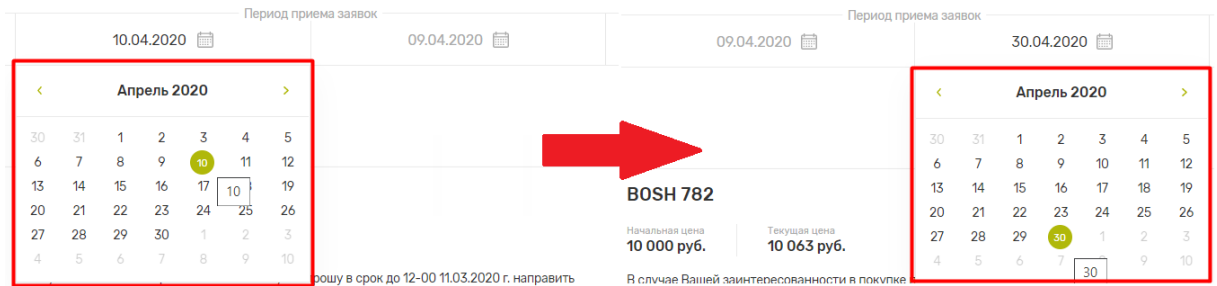 Период приема заявок
10.04.2020
09.04.2020
Апрель 2020
30 31 1 2 3 4 5
6 7 8 9 10 11 12
13 14 15 16 17 19
10
20 21 22 23 24 25 26
27 28 29 30 1 2 3
4 5 6 7 8 9 10
в срок до 12-00 11.03.2020 г. направить
Период приема заявок
09.04.2020
30.04.2020
Апрель 2020
30 31 1 2 3 4 5
6 7 8 9 10 11 12
13 14 15 16 17 18 19
20 21 22 23 24 25 26
27 28 29 30 1 2 3
4 5 6 7 9 10
30
BOSH 782
Начальная цена
10 000 руб.
Текущая цена
10 063 руб.
В случае Вашей заинтересованности в покупке